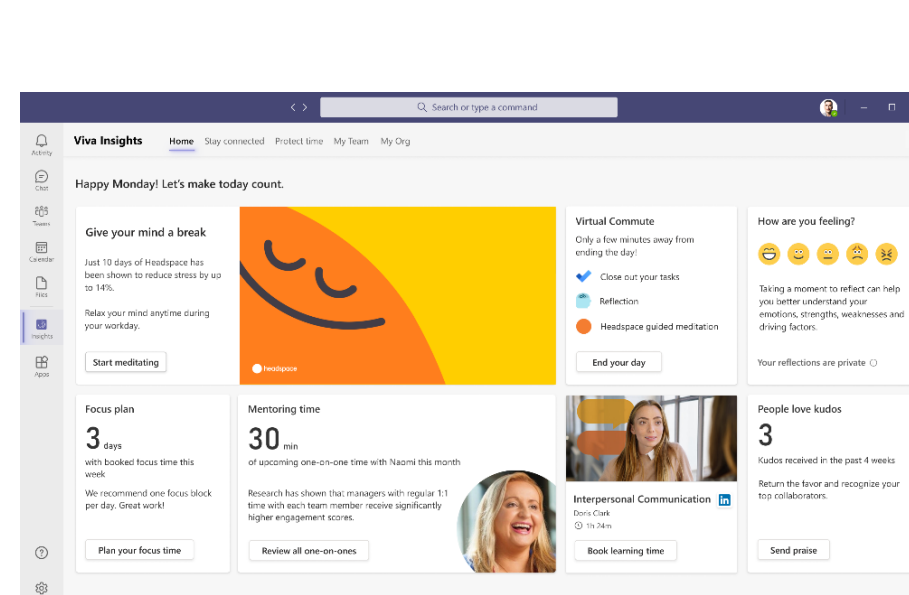 Search or type a command
Activity
Chat
Teams
Calendar
Files
Insights
Apps
Viva Insights
Home
Stay connected
Protect time
My Team
My Org
Happy Monday! Let's make today count.
Give your mind a break
Just 10 days of Headspace has
been shown to reduce stress by up
to 14%.
Relax your mind anytime during
your workday.
Start meditating
headspace
Virtual Commute
Only a few minutes away from
ending the day!
Close out your tasks
Reflection
Headspace guided meditation
End your day
How are you feeling?
Taking a moment to reflect can help
you better understand your
emotions, strengths, weaknesses and
driving factors.
Your reflections are private
Focus plan
3 days
with booked focus time this
week
We recommend one focus block
per day. Great work!
Plan your focus time
Mentoring time
30 min
of upcoming one-on-one time with Naomi this month
Research has shown that managers with regular 1:1
time with each team member receive significantly
higher engagement scores.
Review all one-on-ones
Interpersonal Communication
in
Doris Clark
1h 24m
Book learning time
People love kudos
3
Kudos received in the past 4 weeks
Return the favor and recognize your
top collaborators.
Send praise